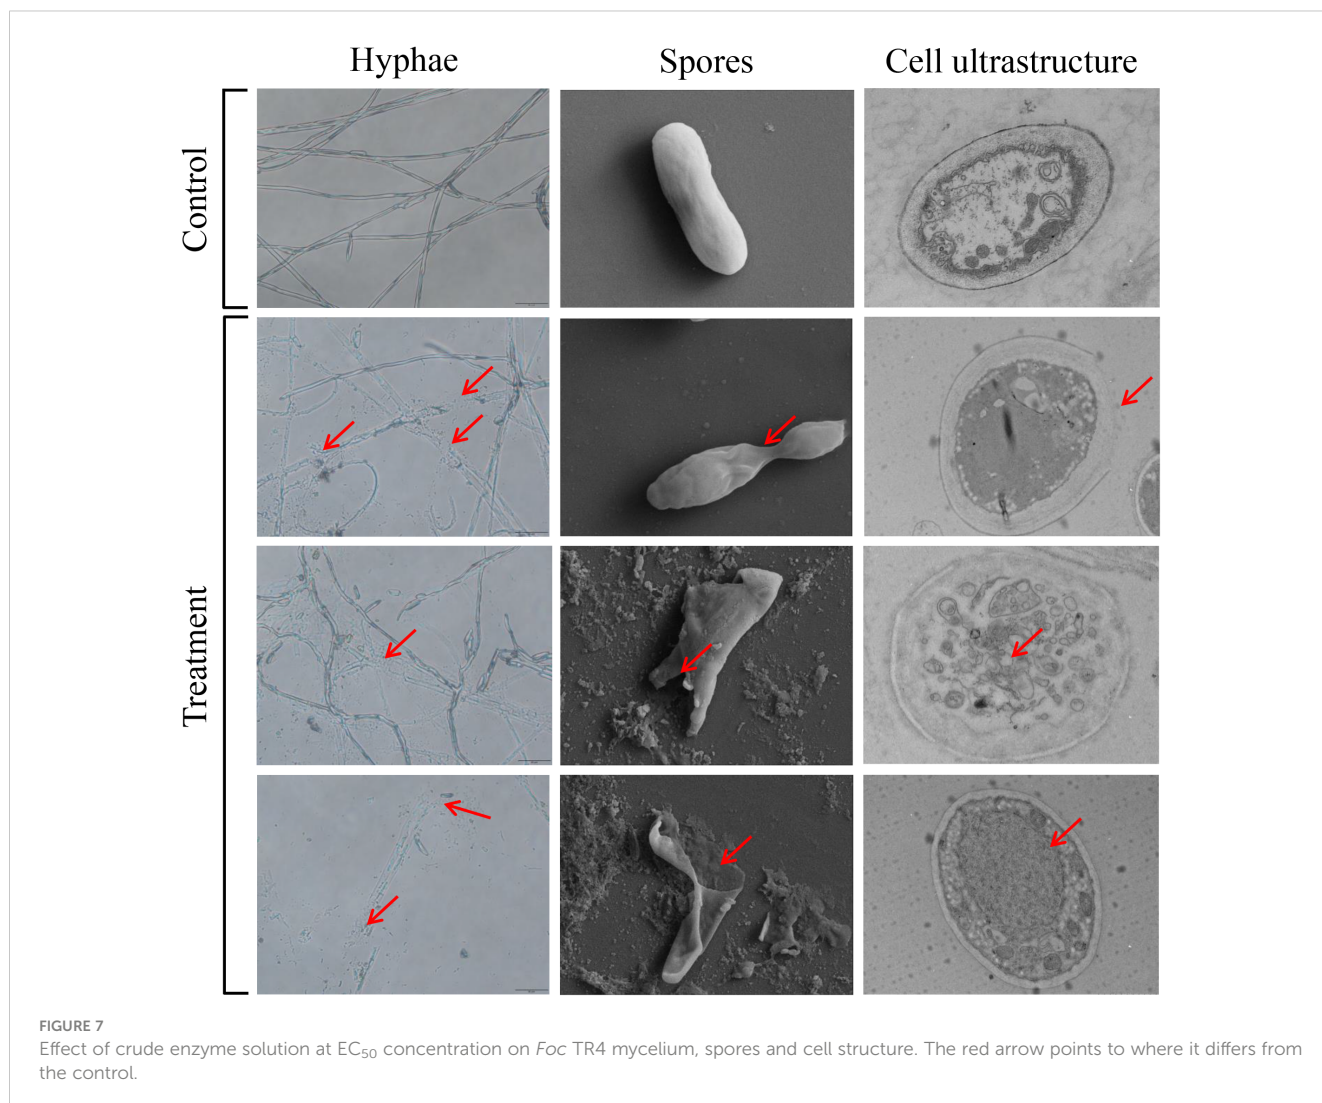 Hyphae Spores Cell ultrastructure
Control
Treatment
FIGURE 7
Effect of crude enzyme solution at EC₅₀ concentration on Foc TR4 mycelium, spores and cell structure. The red arrow points to where it differs from
the control.